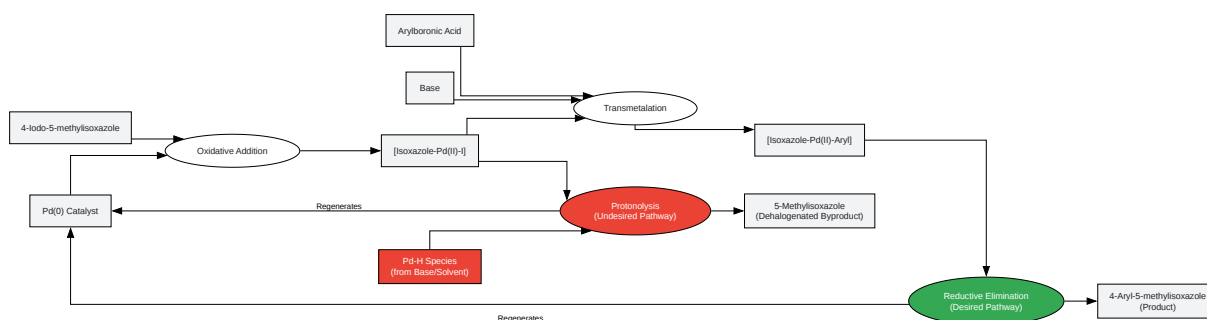 Arylboronic Acid
Base
Transmetalation
4-Iodo-5-methylisoxazole
Oxidative Addition
[Isoxazole-Pd(II)-I]
[Isoxazole-Pd(II)-Aryl]
Pd(0) Catalyst
Regenerates
Protonolysis
(Undesired Pathway)
5-Methylisoxazole
(Dehalogenated Byproduct)
Pd-H Species
(from Base/Solvent)
Reductive Elimination
(Desired Pathway)
4-Aryl-5-methylisoxazole
(Product)
Regenerates